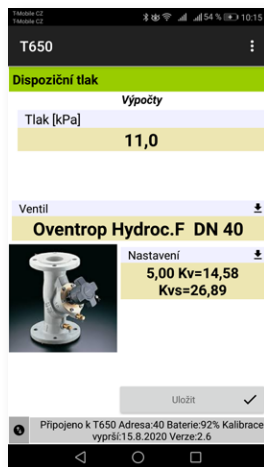 T-Mobile CZ
T-Mobile CZ
54 % 10:15
T650
Dispoziční tlak
Výpočty
Tlak [kPa]
11,0
Ventil
Oventrop Hydroc.F DN 40
Nastavení
5,00 Kv=14,58
Kvs=26,89
Uložit
Připojeno k T650 Adresa:40 Baterie:92% Kalibrace
vyprší:15.8.2020 Verze:2.6